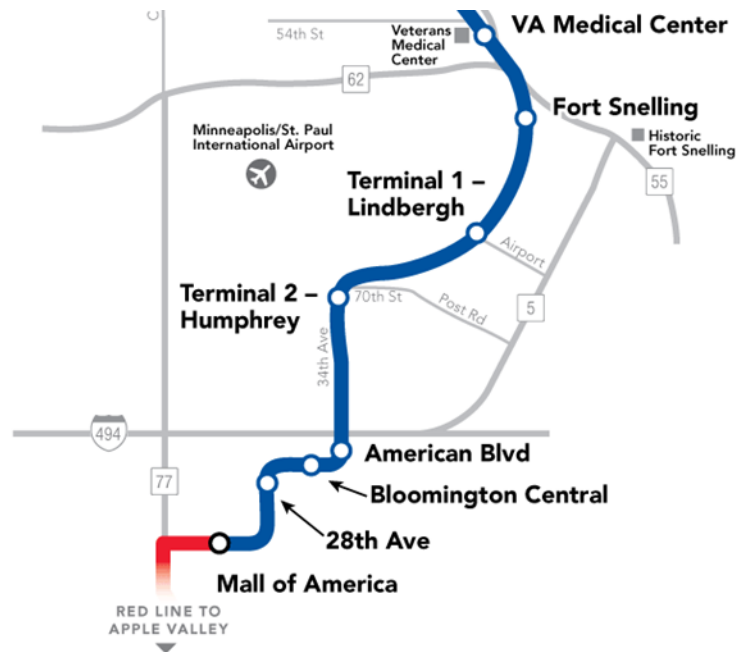 C
54th St
Veterans
Medical
Center
VA Medical Center
62
Fort Snelling
Minneapolis/St. Paul
International Airport
Historic
Fort Snelling
55
Terminal 1 –
Lindbergh
Airport
Terminal 2 –
Humphrey
70th St
Post Rd
5
34th Ave
494
American Blvd
77
Bloomington Central
28th Ave
Mall of America
RED LINE TO
APPLE VALLEY